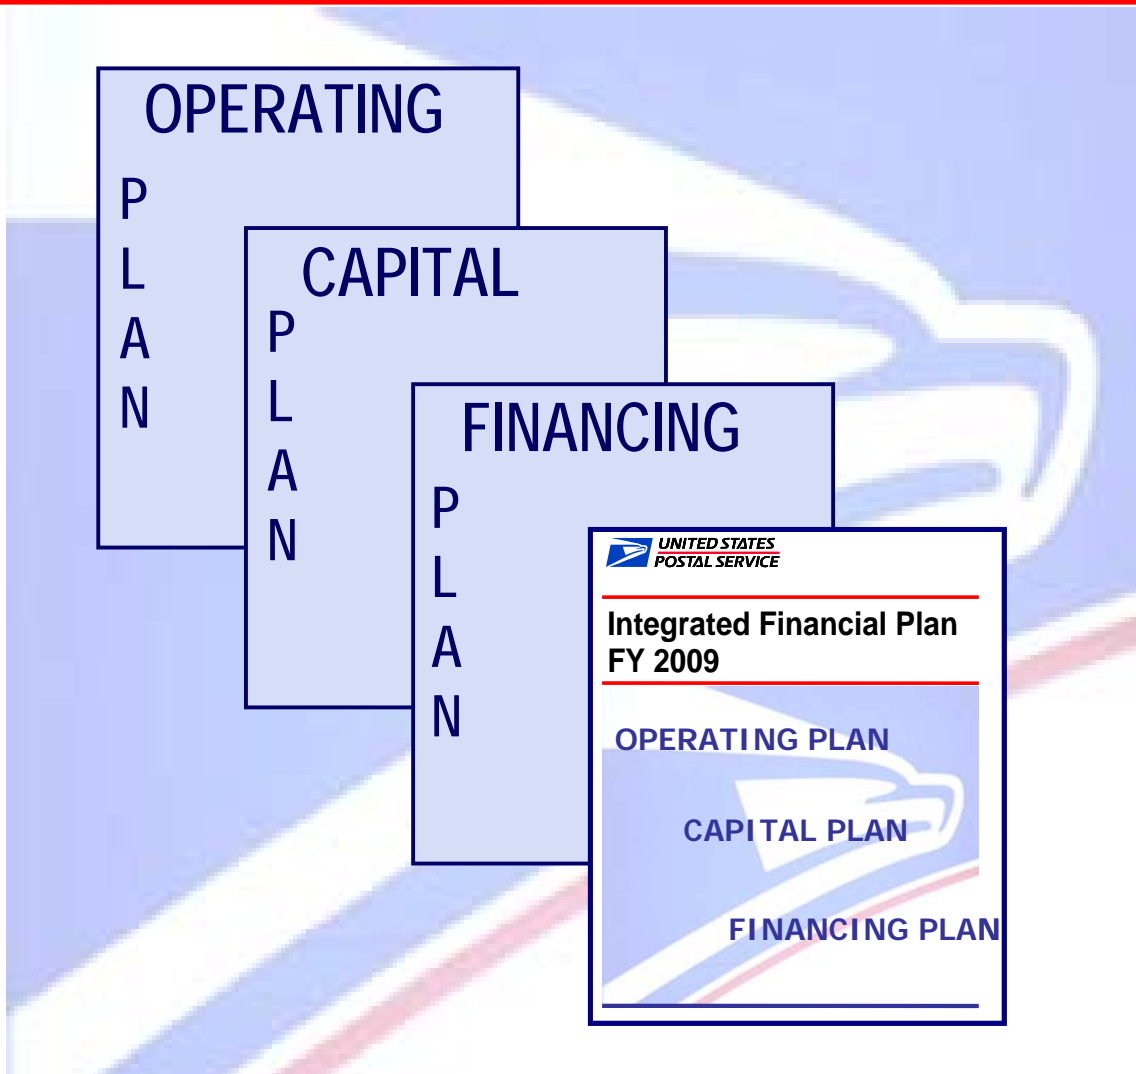 OPERATING
P
L
A
N
CAPITAL
P
L
A
N
FINANCING
P
L
A
N
UNITED STATES
POSTAL SERVICE
Integrated Financial Plan
FY 2009
OPERATING PLAN
CAPITAL PLAN
FINANCING PLAN